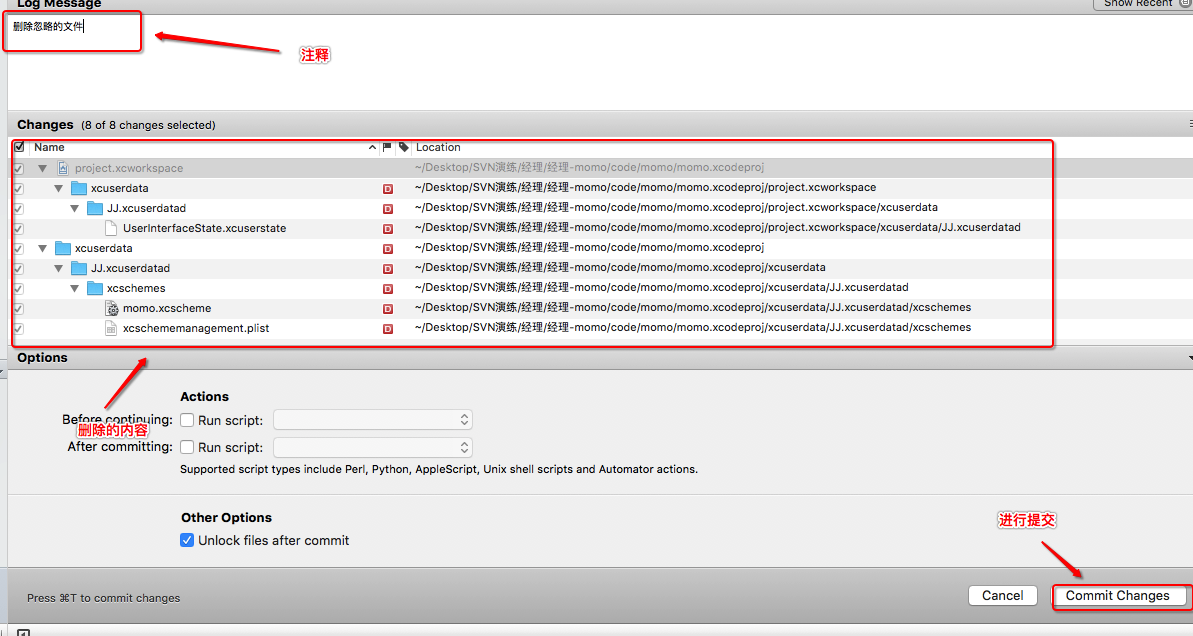 Log Message
Show Recent
删除忽略的文件
注释
Changes (8 of 8 changes selected)
Name Location
project.xcworkspace ~/Desktop/SVN演练/经理/经理-momo/code/momo/momo.xcodeproj
xcuserdata D ~/Desktop/SVN演练/经理/经理-momo/code/momo/momo.xcodeproj/project.xcworkspace
JJ.xcuserdatad D ~/Desktop/SVN演练/经理/经理-momo/code/momo/momo.xcodeproj/project.xcworkspace/xcuserdata
UserInterfaceState.xcuserstate D ~/Desktop/SVN演练/经理/经理-momo/code/momo/momo.xcodeproj/project.xcworkspace/xcuserdata/JJ.xcuserdatad
xcuserdata D ~/Desktop/SVN演练/经理/经理-momo/code/momo/momo.xcodeproj
JJ.xcuserdatad D ~/Desktop/SVN演练/经理/经理-momo/code/momo/momo.xcodeproj/xcuserdata
xcschemes D ~/Desktop/SVN演练/经理/经理-momo/code/momo/momo.xcodeproj/xcuserdata/JJ.xcuserdatad
momo.xcscheme D ~/Desktop/SVN演练/经理/经理-momo/code/momo/momo.xcodeproj/xcuserdata/JJ.xcuserdatad/xcschemes
xcschememanagement.plist D ~/Desktop/SVN演练/经理/经理-momo/code/momo/momo.xcodeproj/xcuserdata/JJ.xcuserdatad/xcschemes
Options
Actions
Before continuing: Run script:
删除的内容
After committing: Run script:
Supported script types include Perl, Python, AppleScript, Unix shell scripts and Automator actions.
Other Options
进行提交
Unlock files after commit
Press ⌘T to commit changes
Cancel
Commit Changes